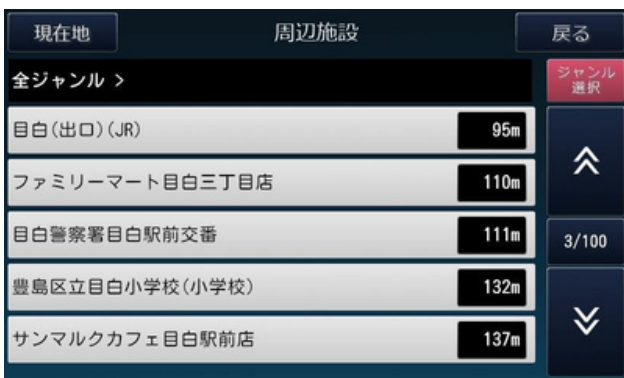 現在地
周辺施設
戻る
全ジャンル >
ジャンル
選択
目白(出口)(JR)
95m
ファミリーマート目白三丁目店
110m
目白警察署目白駅前交番
111m
3/100
豊島区立目白小学校(小学校)
132m
サンマルクカフェ目白駅前店
137m